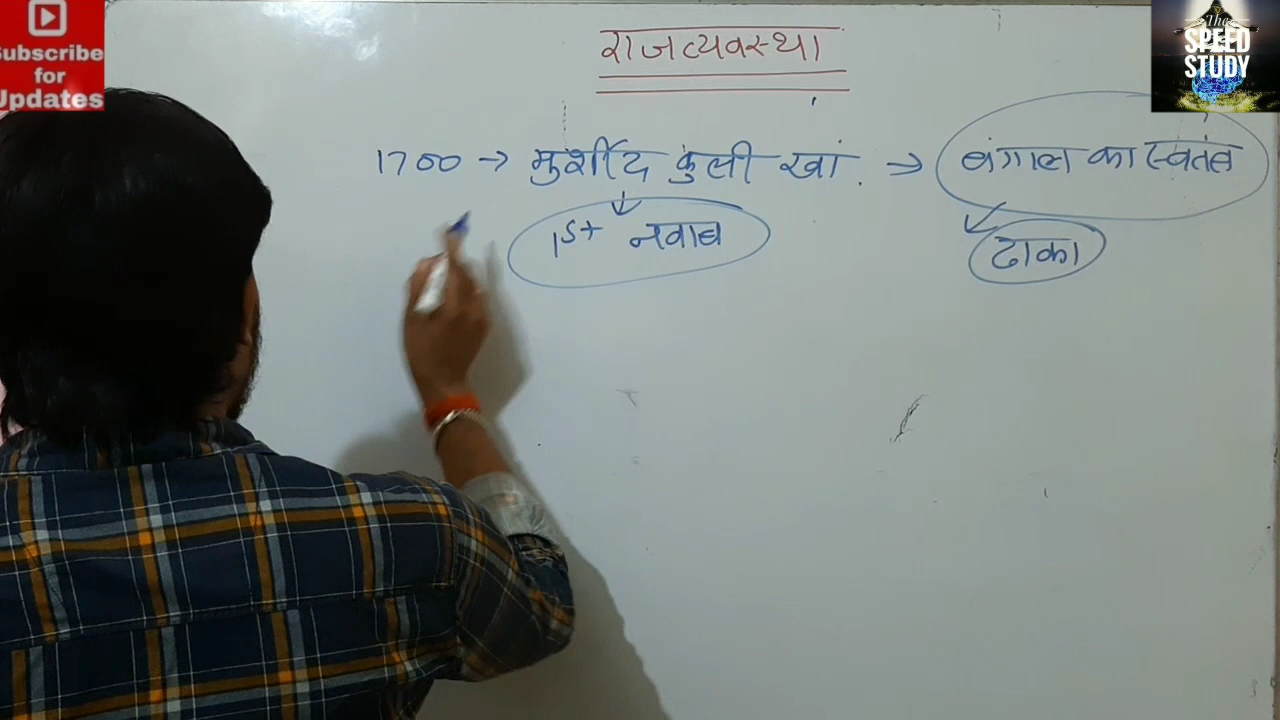 Subscribe
for
Updates
The
SPEED
STUDY
राजव्यवस्था
1700 → मुर्शीद कुली खां. ⇒ बंगाल का स्वतंत्र
1st नवाब
ढाका